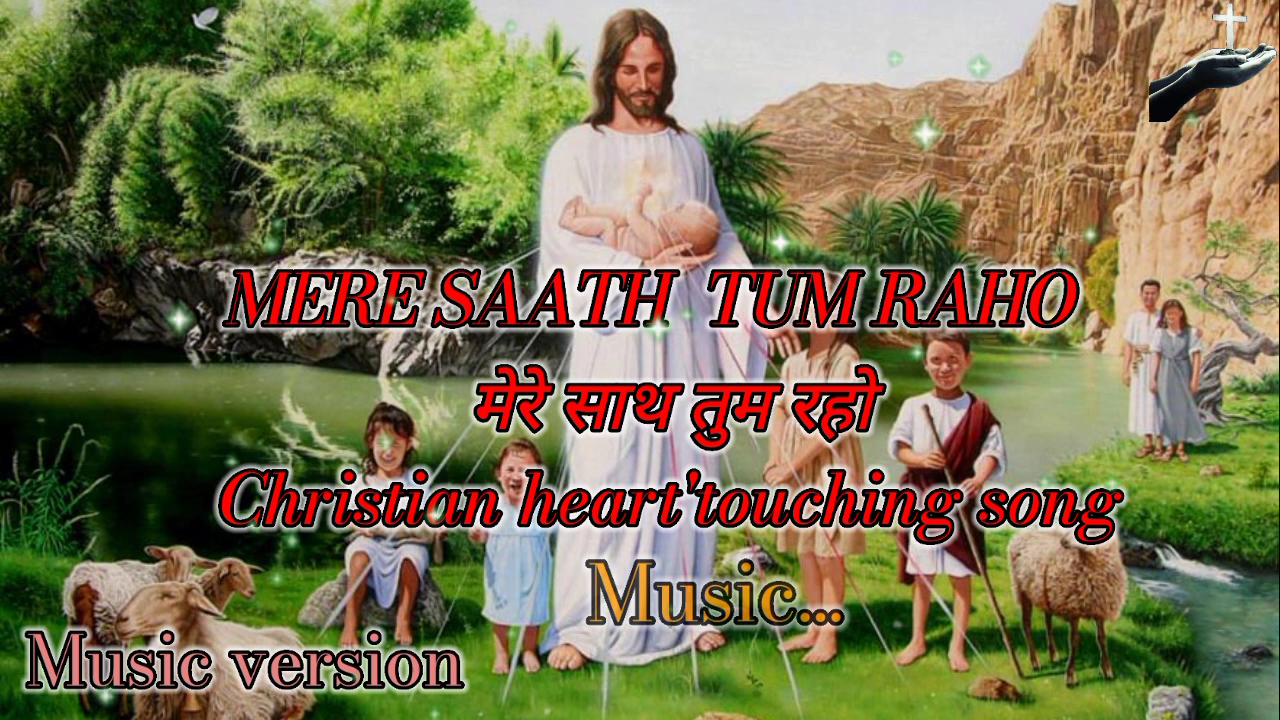 MERE SAATH TUM RAHO
मेरे साथ तुम रहो
Christian heart'touching song
Music...
Music version